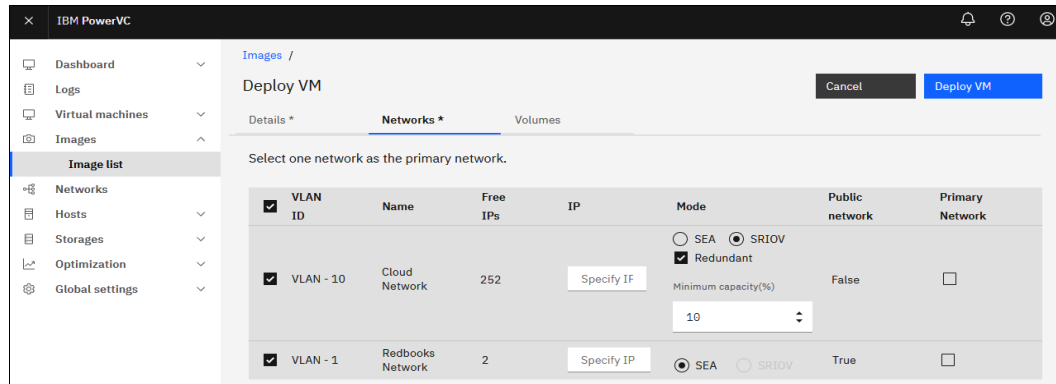 IBM PowerVC
Dashboard
Logs
Virtual machines
Images
Image list
Networks
Hosts
Storages
Optimization
Global settings
Images /
Deploy VM
Cancel
Deploy VM
Details *
Networks *
Volumes
Select one network as the primary network.
VLAN ID
Name
Free IPs
IP
Mode
Public network
Primary Network
VLAN - 10
Cloud Network
252
Specify IP
SEA
SRIOV
Redundant
Minimum capacity(%)
10
False
VLAN - 1
Redbooks Network
2
Specify IP
SEA
SRIOV
True